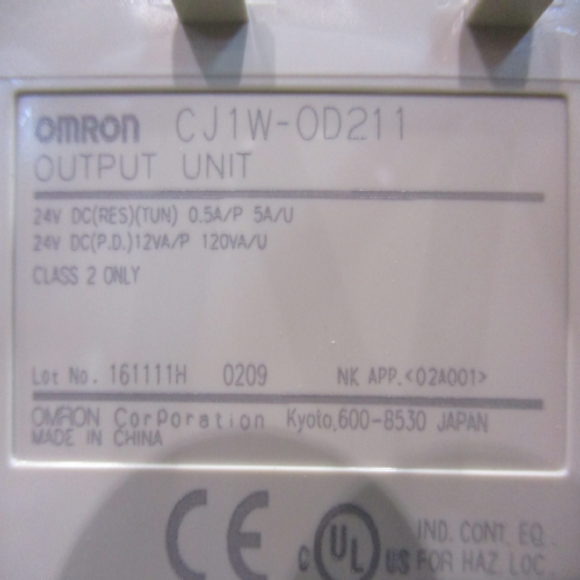 OMRON CJ1W-OD211
OUTPUT UNIT
24V DC(RES)(TUN) 0.5A/P 5A/U
24V DC(P.D.)12VA/P 120VA/U
CLASS 2 ONLY
Lot No. 161111H 0209 NK APP.<02A001>
OMRON Corporation Kyoto,600-8530 JAPAN
MADE IN CHINA
CE
C UL US IND. CONT. EQ.
FOR HAZ. LOC.